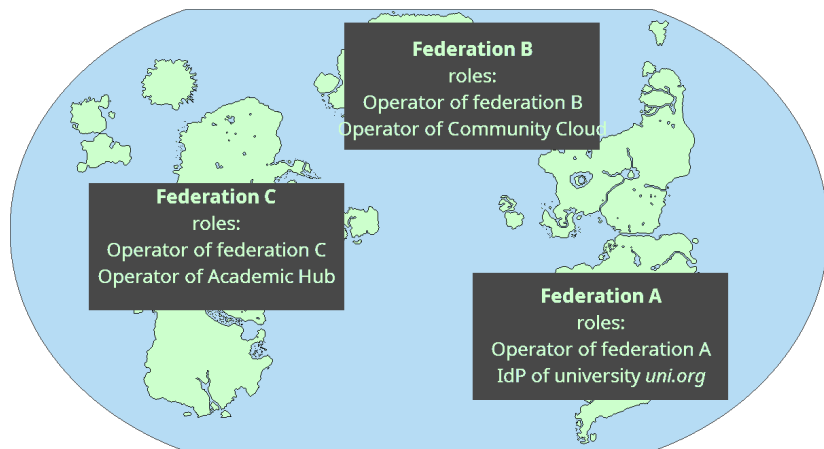 Federation B
roles:
Operator of federation B
Operator of Community Cloud
Federation C
roles:
Operator of federation C
Operator of Academic Hub
Federation A
roles:
Operator of federation A
IdP of university uni.org